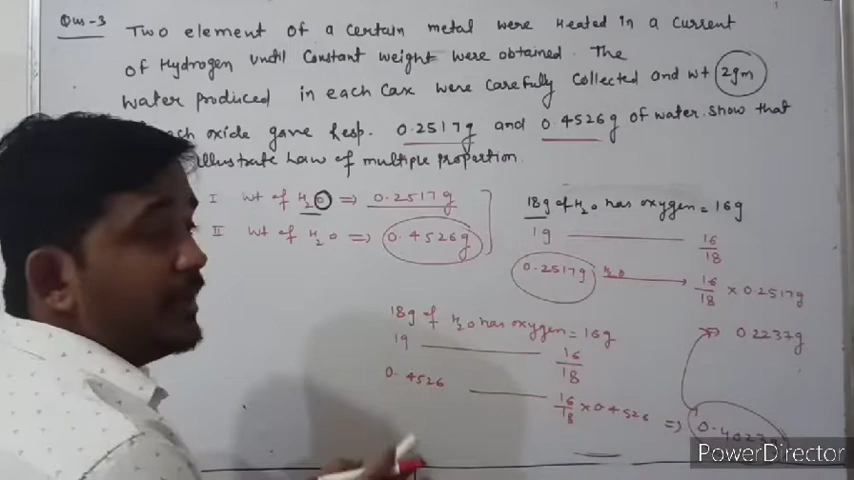 Qus-3 Two element of a certain metal were Heated in a current
of Hydrogen until Constant weight were obtained. The
water produced in each Case were carefully collected and wt 2gm
each oxide gave Resp. 0.2517g and 0.4526g of water. show that
illustrate Law of multiple proportion.
I wt of H2O ⇒ 0.2517g
II wt of H2O ⇒ 0.4526g
18g of H2O has oxygen = 16g
1g 16/18
0.2517g H2O → 16/18 × 0.2517g
⇒ 0.2237g
18g of H2O has oxygen = 16g
1g 16/18
0.4526 16/18 × 0.4526 ⇒ 0.4023g
PowerDirector